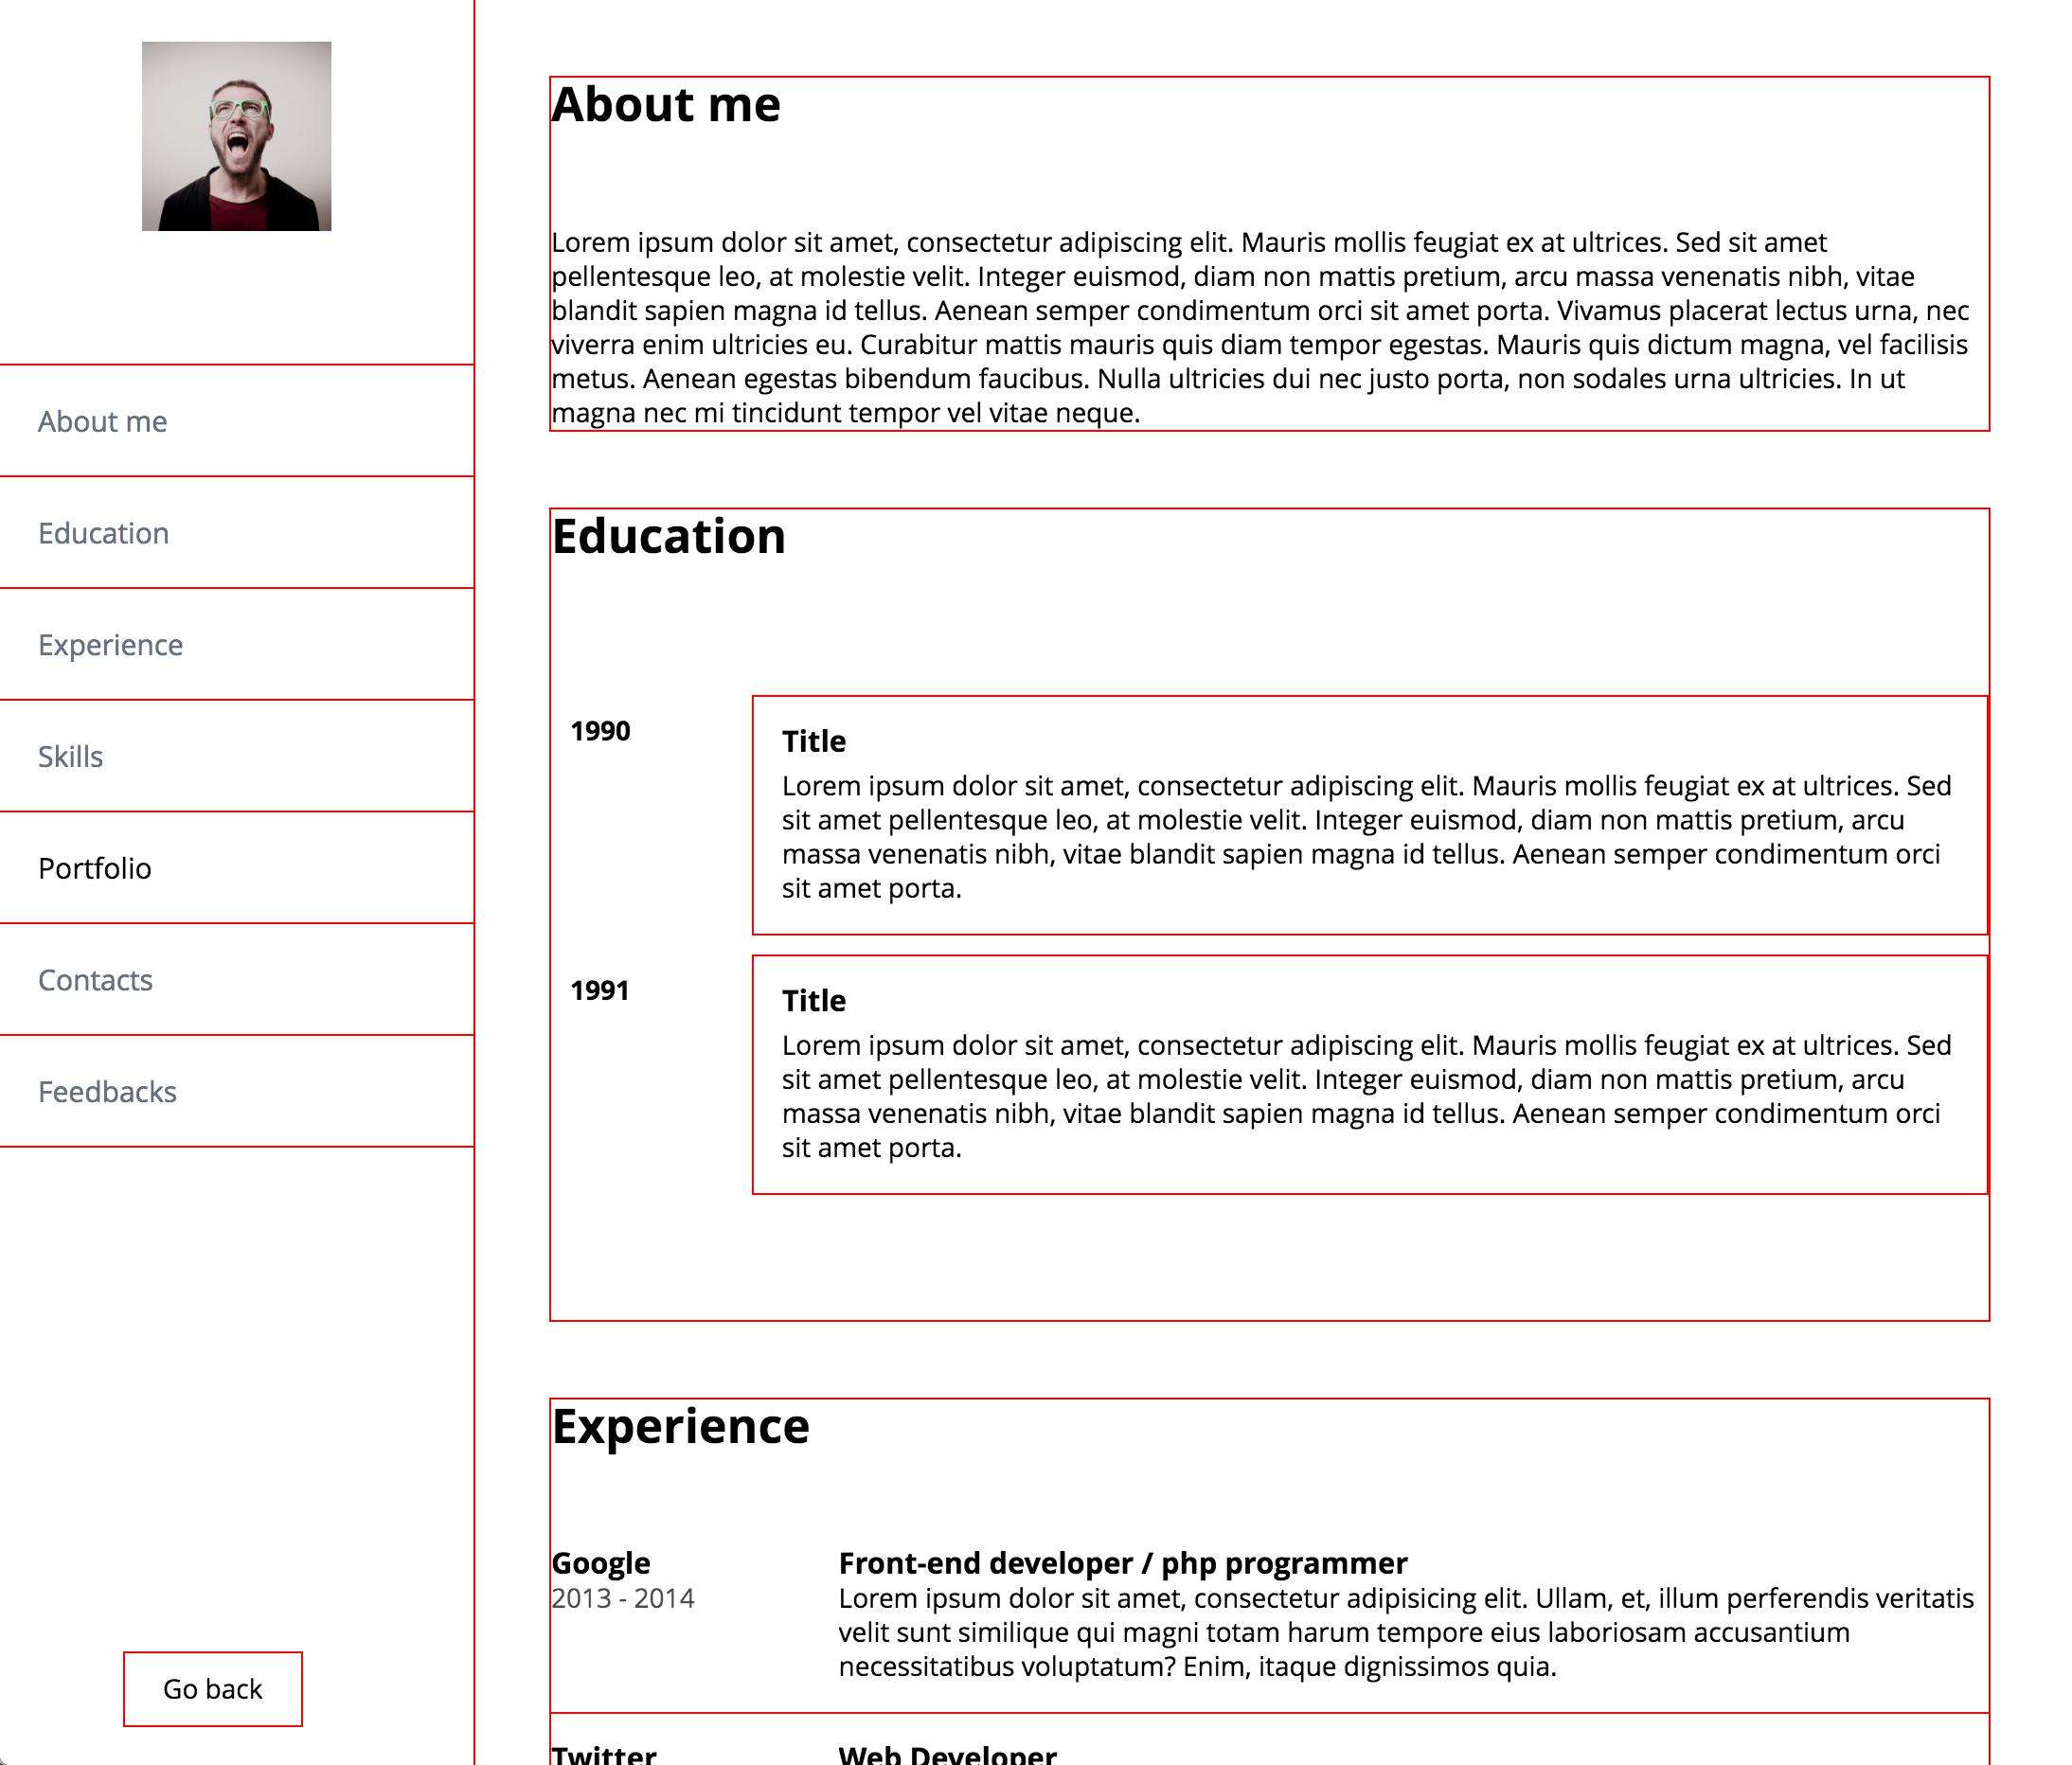 About me
Education
Experience
Skills
Portfolio
Contacts
Feedbacks
Go back
About me
Lorem ipsum dolor sit amet, consectetur adipiscing elit. Mauris mollis feugiat ex at ultrices. Sed sit amet
pellentesque leo, at molestie velit. Integer euismod, diam non mattis pretium, arcu massa venenatis nibh, vitae
blandit sapien magna id tellus. Aenean semper condimentum orci sit amet porta. Vivamus placerat lectus urna, nec
viverra enim ultricies eu. Curabitur mattis mauris quis diam tempor egestas. Mauris quis dictum magna, vel facilisis
metus. Aenean egestas bibendum faucibus. Nulla ultricies dui nec justo porta, non sodales urna ultricies. In ut
magna nec mi tincidunt tempor vel vitae neque.
Education
1990
Title
Lorem ipsum dolor sit amet, consectetur adipiscing elit. Mauris mollis feugiat ex at ultrices. Sed
sit amet pellentesque leo, at molestie velit. Integer euismod, diam non mattis pretium, arcu
massa venenatis nibh, vitae blandit sapien magna id tellus. Aenean semper condimentum orci
sit amet porta.
1991
Title
Lorem ipsum dolor sit amet, consectetur adipiscing elit. Mauris mollis feugiat ex at ultrices. Sed
sit amet pellentesque leo, at molestie velit. Integer euismod, diam non mattis pretium, arcu
massa venenatis nibh, vitae blandit sapien magna id tellus. Aenean semper condimentum orci
sit amet porta.
Experience
Google
2013 - 2014
Front-end developer / php programmer
Lorem ipsum dolor sit amet, consectetur adipisicing elit. Ullam, et, illum perferendis veritatis
velit sunt similique qui magni totam harum tempore eius laboriosam accusantium
necessitatibus voluptatum? Enim, itaque dignissimos quia.
Twitter
Web Developer